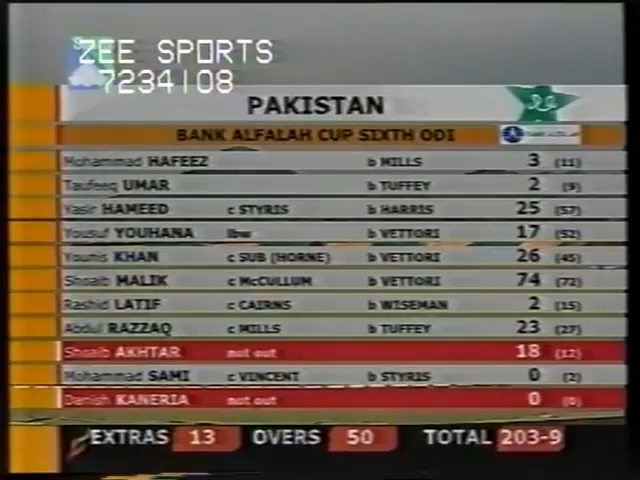 ZEE SPORTS
7234108
PAKISTAN
BANK ALFALAH CUP SIXTH ODI
Mohammad HAFEEZ b MILLS 3 (11)
Taufeeq UMAR b TUFFEY 2 (9)
Yasir HAMEED c STYRIS b HARRIS 25 (57)
Yousuf YOUHANA lbw b VETTORI 17 (52)
Younis KHAN c SUB (HORNE) b VETTORI 26 (45)
Shoaib MALIK c McCULLUM b VETTORI 74 (72)
Rashid LATIF c CAIRNS b WISEMAN 2 (15)
Abdul RAZZAQ c MILLS b TUFFEY 23 (27)
Shoaib AKHTAR not out 18 (12)
Mohammad SAMI c VINCENT b STYRIS 0 (2)
Danish KANERIA not out 0 (0)
EXTRAS 13 OVERS 50 TOTAL 203-9